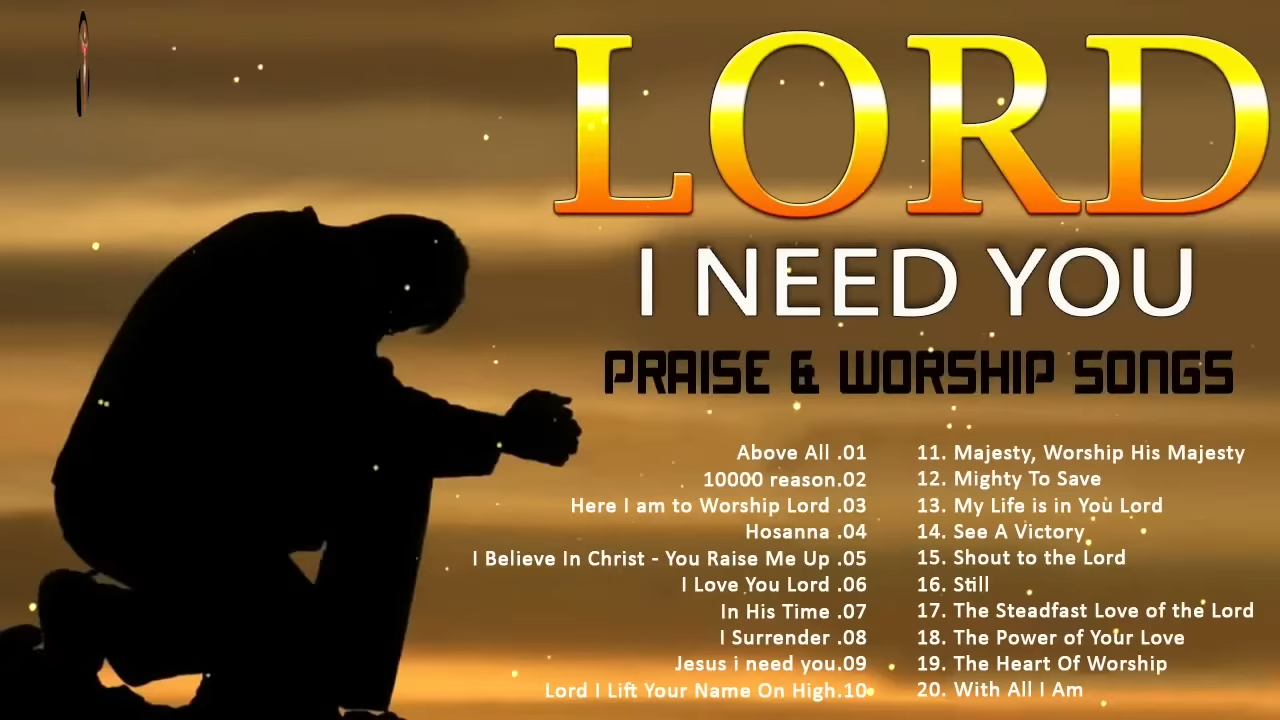 LORD
I NEED YOU
PRAISE & WORSHIP SONGS
Above All .01
10000 reason.02
Here I am to Worship Lord .03
Hosanna .04
I Believe In Christ - You Raise Me Up .05
I Love You Lord .06
In His Time .07
I Surrender .08
Jesus i need you.09
Lord I Lift Your Name On High.10
11. Majesty, Worship His Majesty
12. Mighty To Save
13. My Life is in You Lord
14. See A Victory
15. Shout to the Lord
16. Still
17. The Steadfast Love of the Lord
18. The Power of Your Love
19. The Heart Of Worship
20. With All I Am